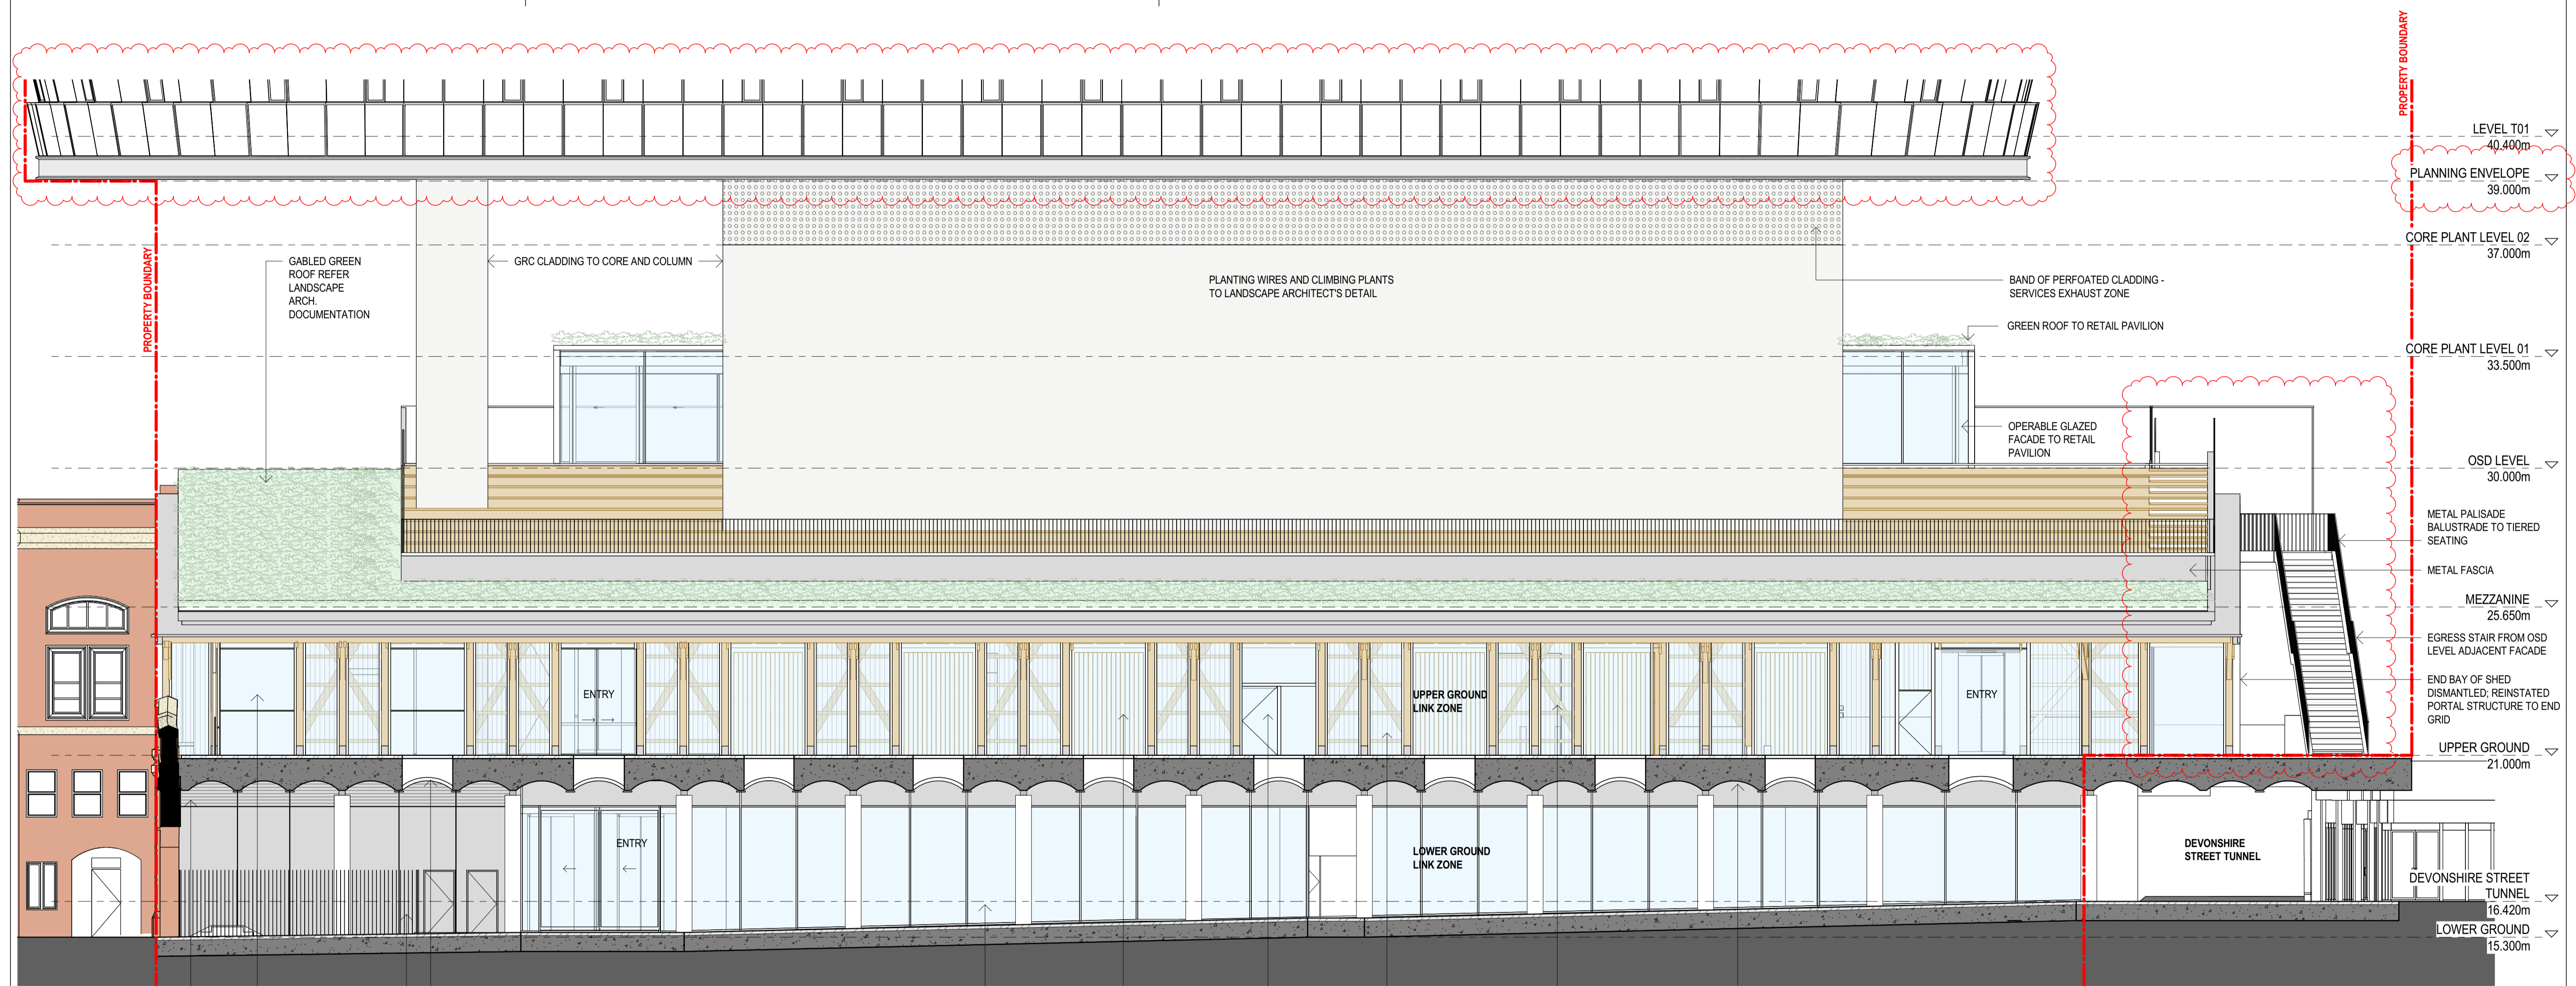 PROPERTY BOUNDARY
LEVEL T01
40.400m
PLANNING ENVELOPE
39.000m
CORE PLANT LEVEL 02
37.000m
PROPERTY BOUNDARY
GABLED GREEN
ROOF REFER
LANDSCAPE
ARCH.
DOCUMENTATION
GRC CLADDING TO CORE AND COLUMN
PLANTING WIRES AND CLIMBING PLANTS
TO LANDSCAPE ARCHITECT'S DETAIL
BAND OF PERFOATED CLADDING -
SERVICES EXHAUST ZONE
GREEN ROOF TO RETAIL PAVILION
CORE PLANT LEVEL 01
33.500m
OPERABLE GLAZED
FACADE TO RETAIL
PAVILION
OSD LEVEL
30.000m
METAL PALISADE
BALUSTRADE TO TIERED
SEATING
METAL FASCIA
MEZZANINE
25.650m
EGRESS STAIR FROM OSD
LEVEL ADJACENT FACADE
END BAY OF SHED
DISMANTLED; REINSTATED
PORTAL STRUCTURE TO END
GRID
ENTRY
UPPER GROUND
LINK ZONE
ENTRY
UPPER GROUND
21.000m
ENTRY
LOWER GROUND
LINK ZONE
DEVONSHIRE
STREET TUNNEL
DEVONSHIRE STREET
TUNNEL
16.420m
LOWER GROUND
15.300m